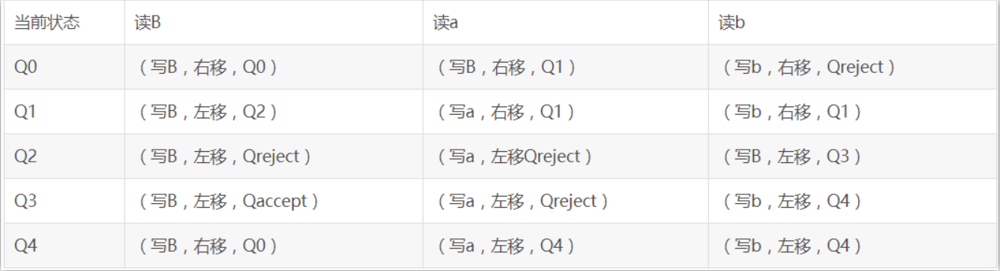 当前状态 读B 读a 读b
Q0 （写B，右移，Q0） （写B，右移，Q1） （写b，右移，Qreject）
Q1 （写B，左移，Q2） （写a，右移，Q1） （写b，右移，Q1）
Q2 （写B，左移，Qreject） （写a，左移Qreject） （写B，左移，Q3）
Q3 （写B，左移，Qaccept） （写a，左移，Qreject） （写b，左移，Q4）
Q4 （写B，右移，Q0） （写a，左移，Q4） （写b，左移，Q4）